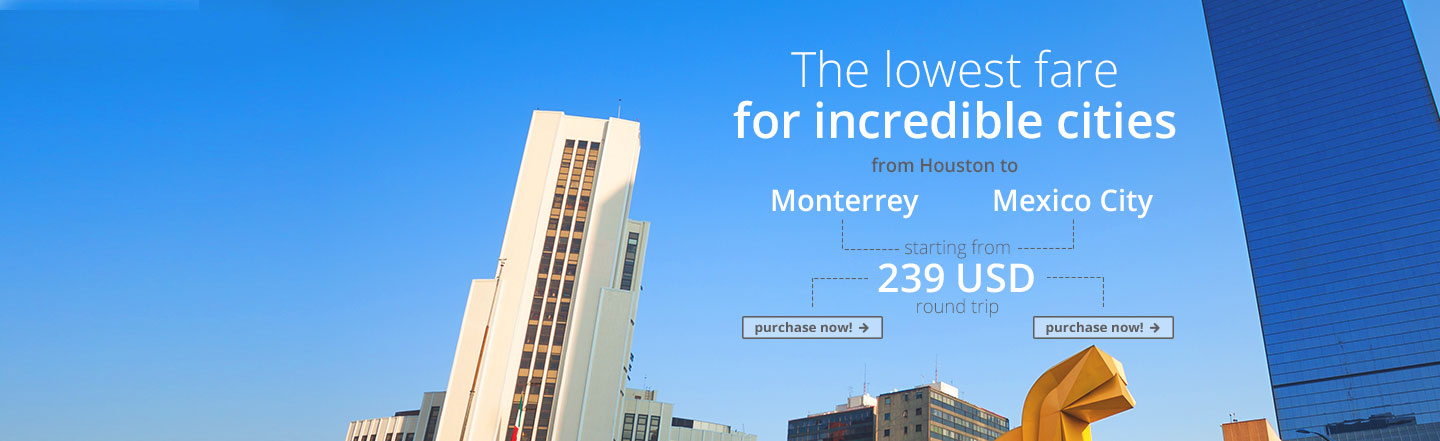 The lowest fare
for incredible cities
from Houston to
Monterrey Mexico City
starting from
239 USD
round trip
purchase now! → purchase now! →